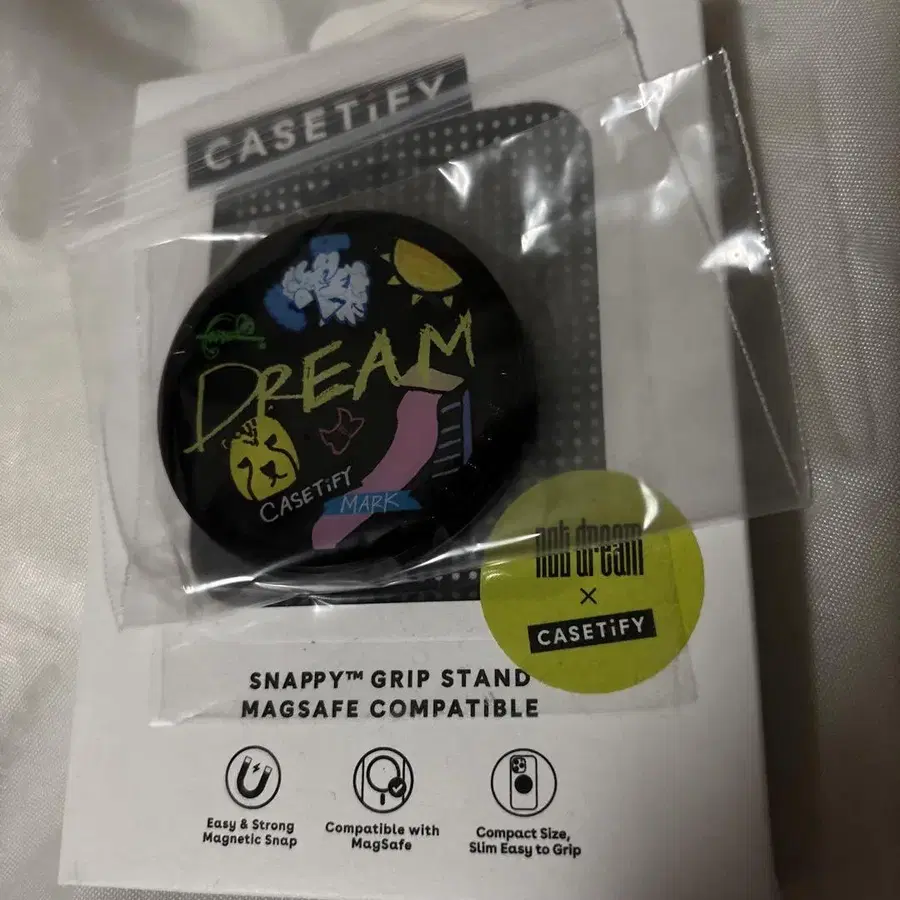 CASETiFY
DREAM
CASETiFY
MARK
nct dream
×
CASETiFY
SNAPPY™ GRIP STAND
MAGSAFE COMPATIBLE
Easy & Strong
Magnetic Snap
Compatible with
MagSafe
Compact Size,
Slim Easy to Grip